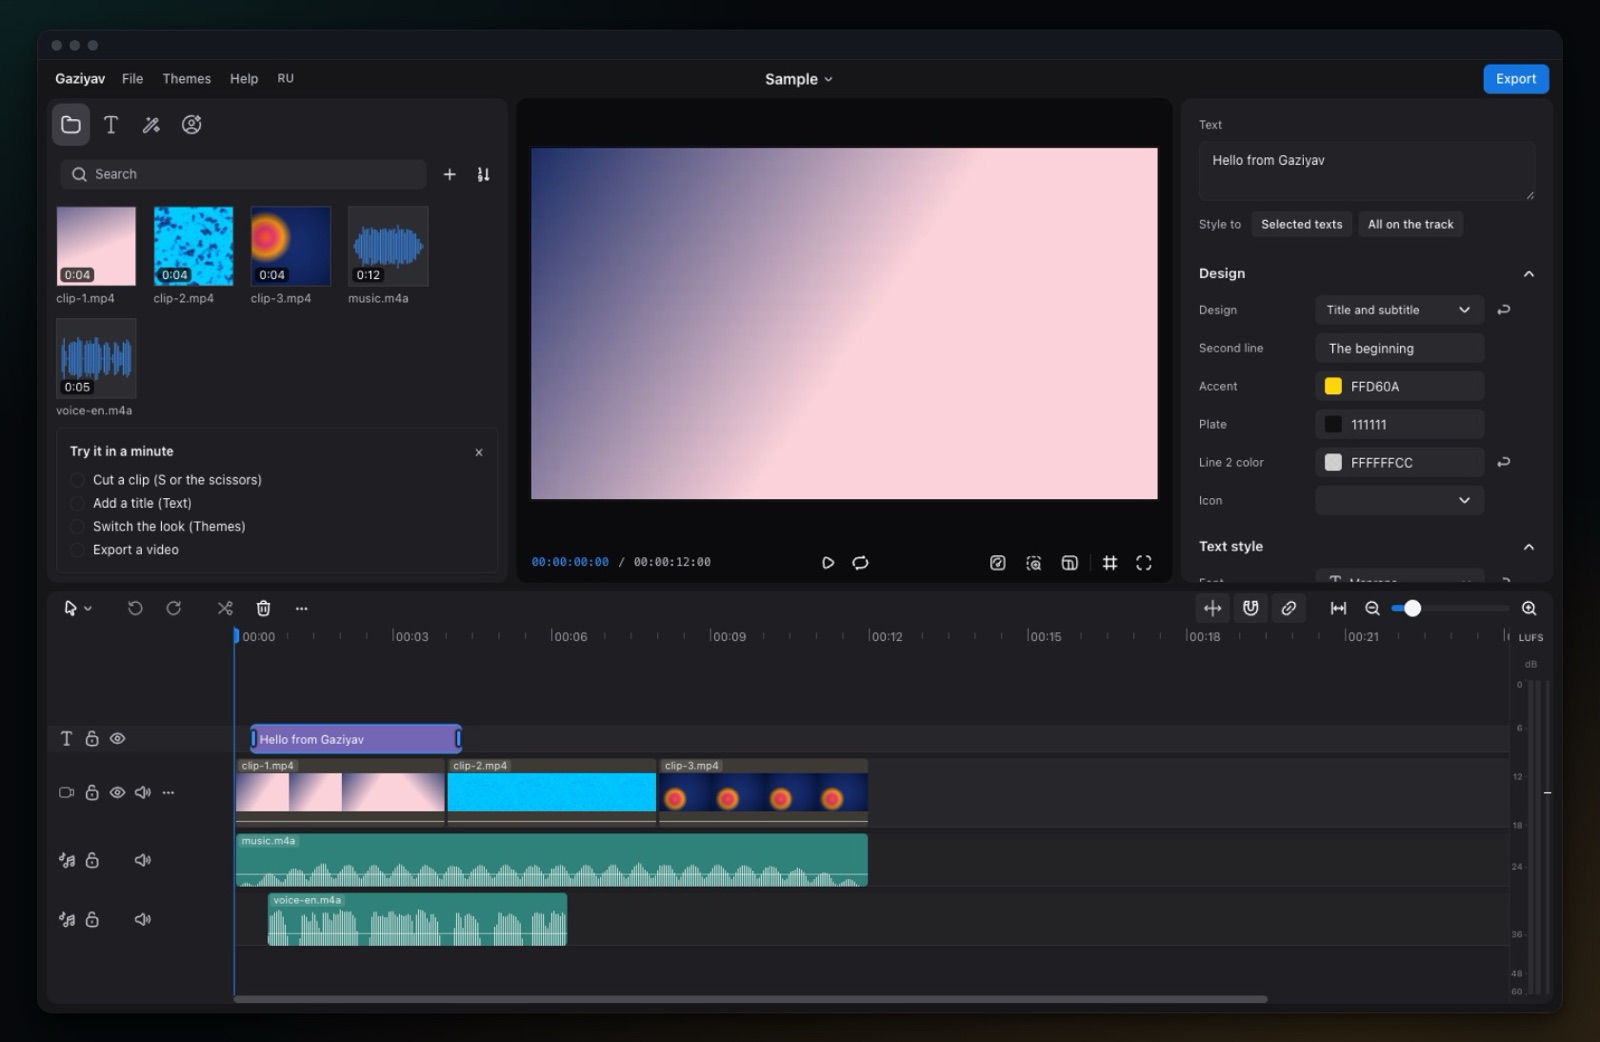 Gaziyav File Themes Help RU
Sample
Export
Search
0:04
clip-1.mp4
0:04
clip-2.mp4
0:04
clip-3.mp4
0:12
music.m4a
0:05
voice-en.m4a
Try it in a minute
Cut a clip (S or the scissors)
Add a title (Text)
Switch the look (Themes)
Export a video
00:00:00:00 / 00:00:12:00
Text
Hello from Gaziyav
Style to Selected texts All on the track
Design
Design Title and subtitle
Second line The beginning
Accent FFD60A
Plate 111111
Line 2 color FFFFFFCC
Icon
Text style
00:00 00:03 00:06 00:09 00:12 00:15 00:18 00:21
LUFS
dB
0
6
12
18
24
36
48
60
Hello from Gaziyav
clip-1.mp4 clip-2.mp4 clip-3.mp4
music.m4a
voice-en.m4a